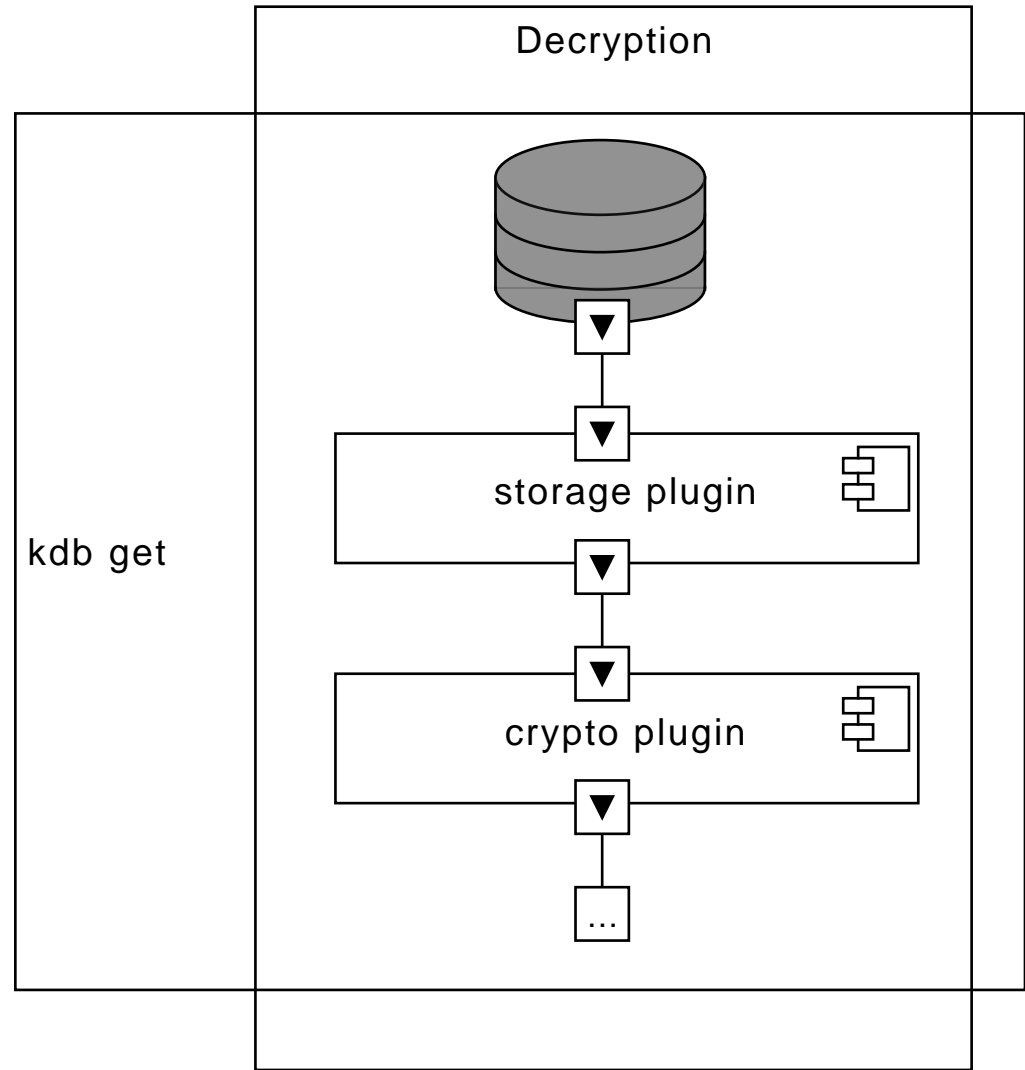 Decryption
storage plugin
kdb get
crypto plugin
...